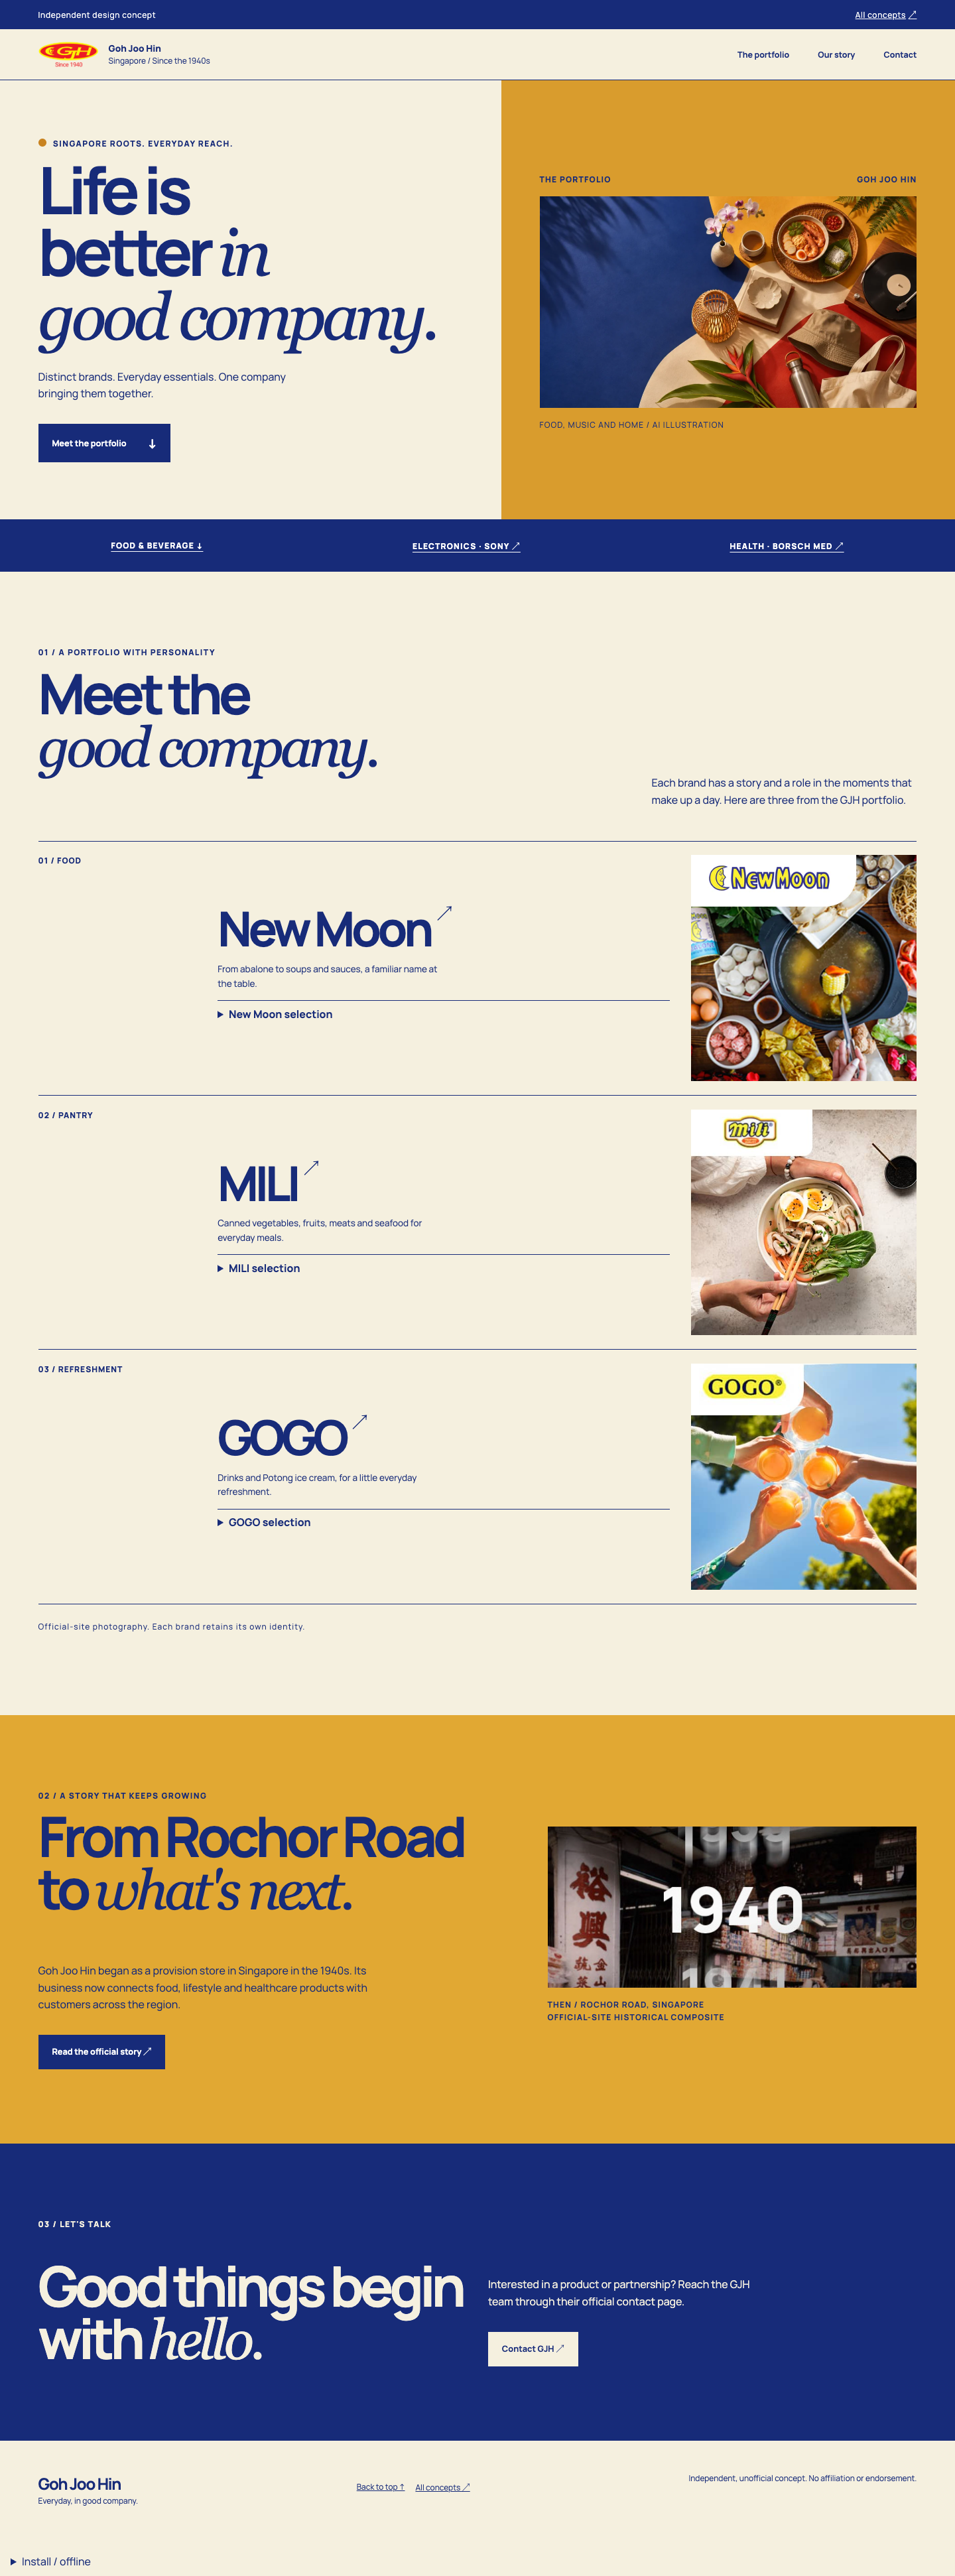 Independent design concept
All concepts ↗
GJH
Since 1940
Goh Joo Hin
Singapore / Since the 1940s
The portfolio
Our story
Contact
SINGAPORE ROOTS. EVERYDAY REACH.
Life is
better in
good company.
Distinct brands. Everyday essentials. One company
bringing them together.
Meet the portfolio ↓
THE PORTFOLIO
GOH JOO HIN
FOOD, MUSIC AND HOME / AI ILLUSTRATION
FOOD & BEVERAGE ↓
ELECTRONICS · SONY ↗
HEALTH · BORSCH MED ↗
01 / A PORTFOLIO WITH PERSONALITY
Meet the
good company.
Each brand has a story and a role in the moments that
make up a day. Here are three from the GJH portfolio.
01 / FOOD
New Moon ↗
From abalone to soups and sauces, a familiar name at
the table.
New Moon selection
New Moon
02 / PANTRY
MILI ↗
Canned vegetables, fruits, meats and seafood for
everyday meals.
MILI selection
mili
03 / REFRESHMENT
GOGO ↗
Drinks and Potong ice cream, for a little everyday
refreshment.
GOGO selection
GOGO®
Official-site photography. Each brand retains its own identity.
02 / A STORY THAT KEEPS GROWING
From Rochor Road
to what's next.
Goh Joo Hin began as a provision store in Singapore in the 1940s. Its
business now connects food, lifestyle and healthcare products with
customers across the region.
Read the official story ↗
1939
裕興
1940
1941
THEN / ROCHOR ROAD, SINGAPORE
OFFICIAL-SITE HISTORICAL COMPOSITE
03 / LET'S TALK
Good things begin
with hello.
Interested in a product or partnership? Reach the GJH
team through their official contact page.
Contact GJH ↗
Goh Joo Hin
Everyday, in good company.
Back to top ↑
All concepts ↗
Independent, unofficial concept. No affiliation or endorsement.
Install / offline